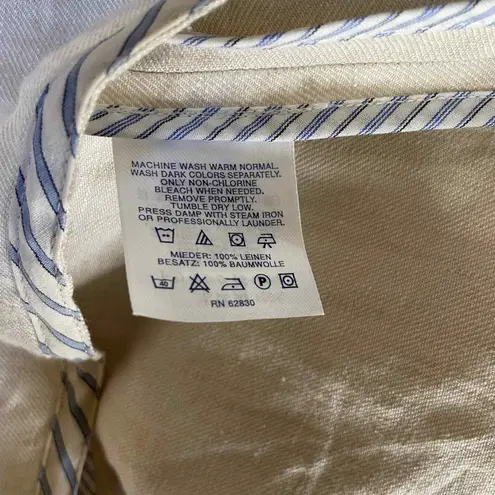 MACHINE WASH WARM NORMAL.
WASH DARK COLORS SEPARATELY.
ONLY NON-CHLORINE
BLEACH WHEN NEEDED.
REMOVE PROMPTLY.
TUMBLE DRY LOW.
PRESS DAMP WITH STEAM IRON
OR PROFESSIONALLY LAUNDER.
MIEDER: 100% LEINEN
BESATZ: 100% BAUMWOLLE
40 P
RN 62830